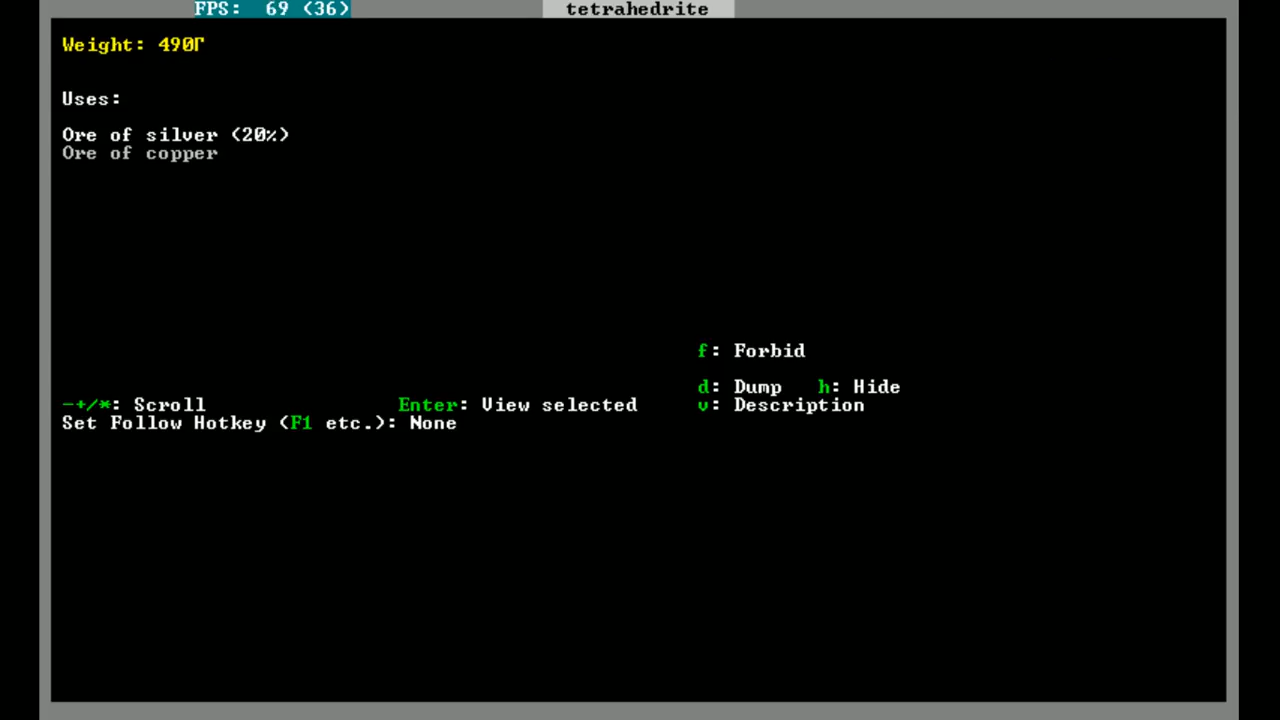 FPS: 69 (36) tetrahedrite
Weight: 490Γ
Uses:
Ore of silver (20%)
Ore of copper
f: Forbid
d: Dump h: Hide
-+/*: Scroll Enter: View selected v: Description
Set Follow Hotkey (F1 etc.): None